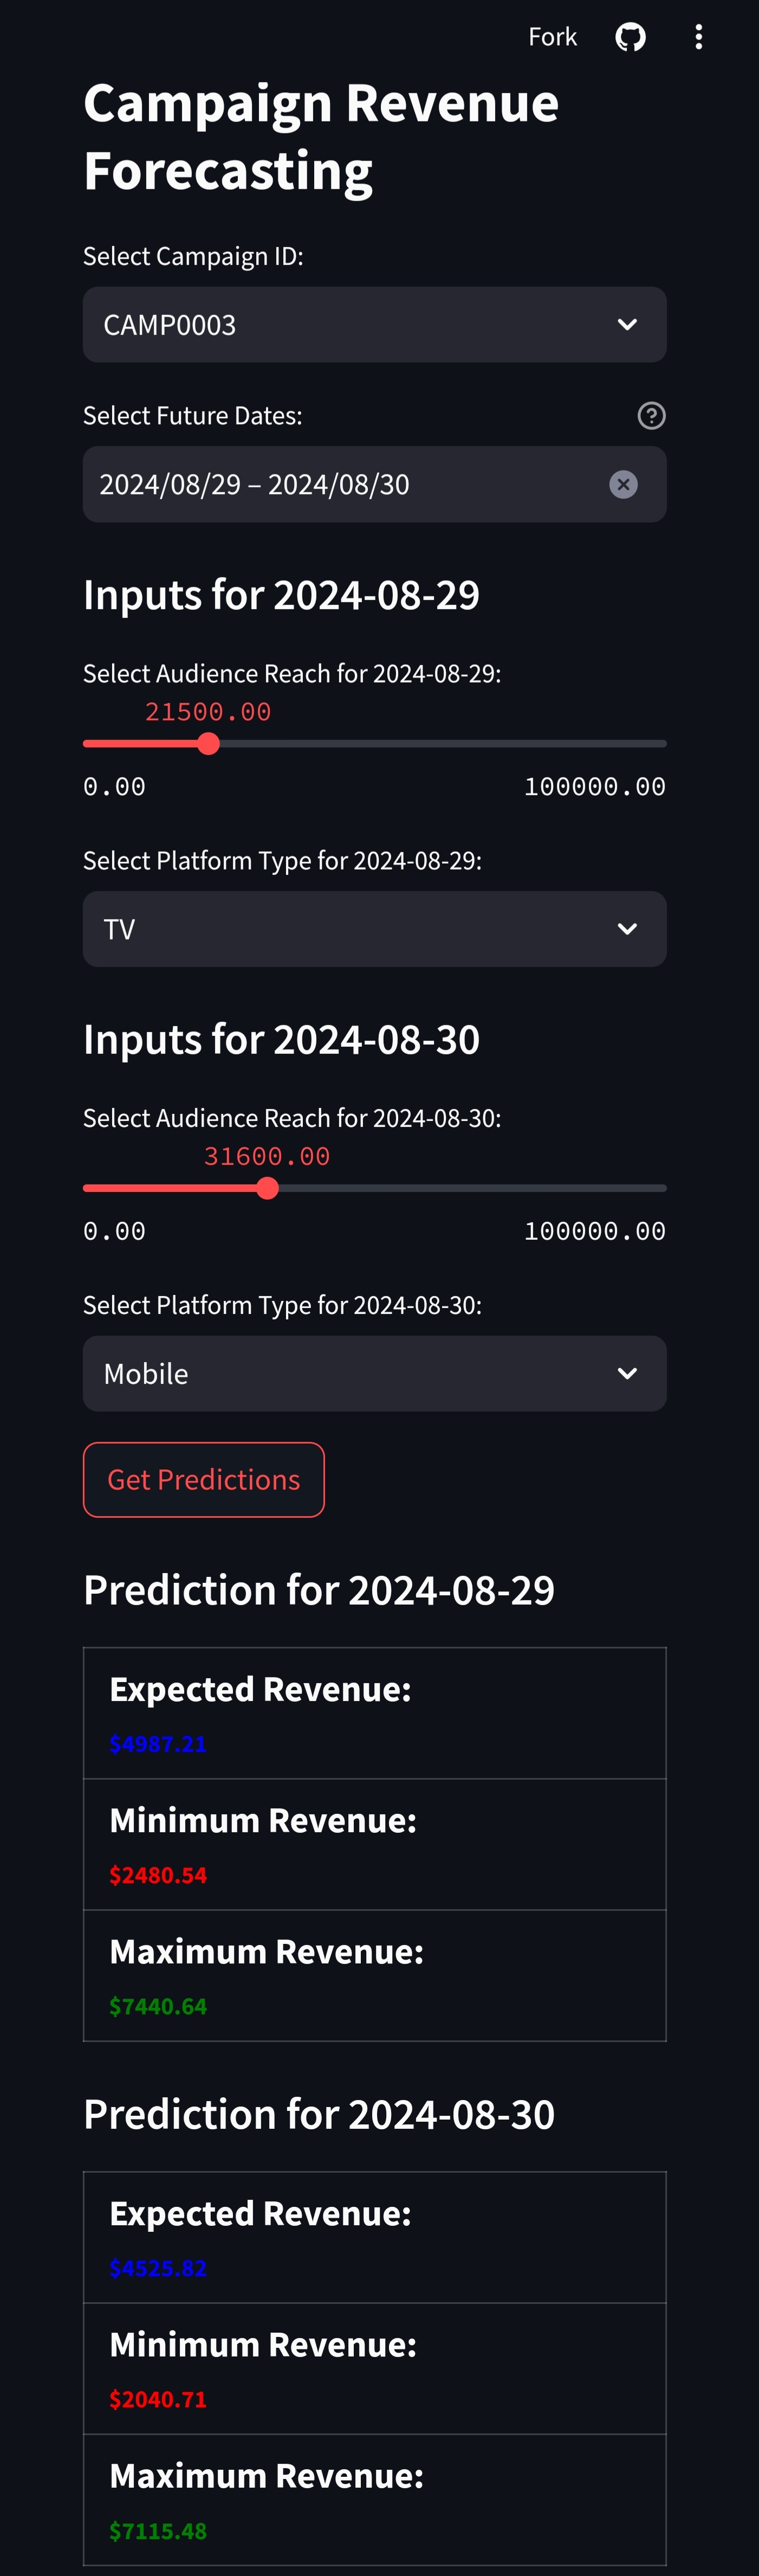 Fork
Campaign Revenue
Forecasting
Select Campaign ID:
CAMP0003
Select Future Dates:
2024/08/29 – 2024/08/30
Inputs for 2024-08-29
Select Audience Reach for 2024-08-29:
21500.00
0.00 100000.00
Select Platform Type for 2024-08-29:
TV
Inputs for 2024-08-30
Select Audience Reach for 2024-08-30:
31600.00
0.00 100000.00
Select Platform Type for 2024-08-30:
Mobile
Get Predictions
Prediction for 2024-08-29
Expected Revenue:
$4987.21
Minimum Revenue:
$2480.54
Maximum Revenue:
$7440.64
Prediction for 2024-08-30
Expected Revenue:
$4525.82
Minimum Revenue:
$2040.71
Maximum Revenue:
$7115.48